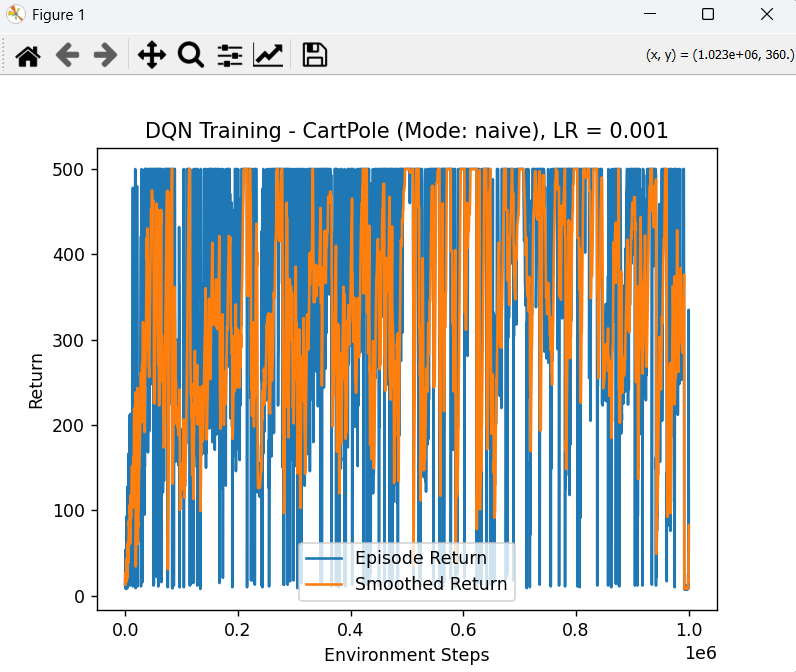 Figure 1
(x, y) = (1.023e+06, 360.)
DQN Training - CartPole (Mode: naive), LR = 0.001
500
400
300
200
100
0
Return
Episode Return
Smoothed Return
0.0 0.2 0.4 0.6 0.8 1.0
1e6
Environment Steps